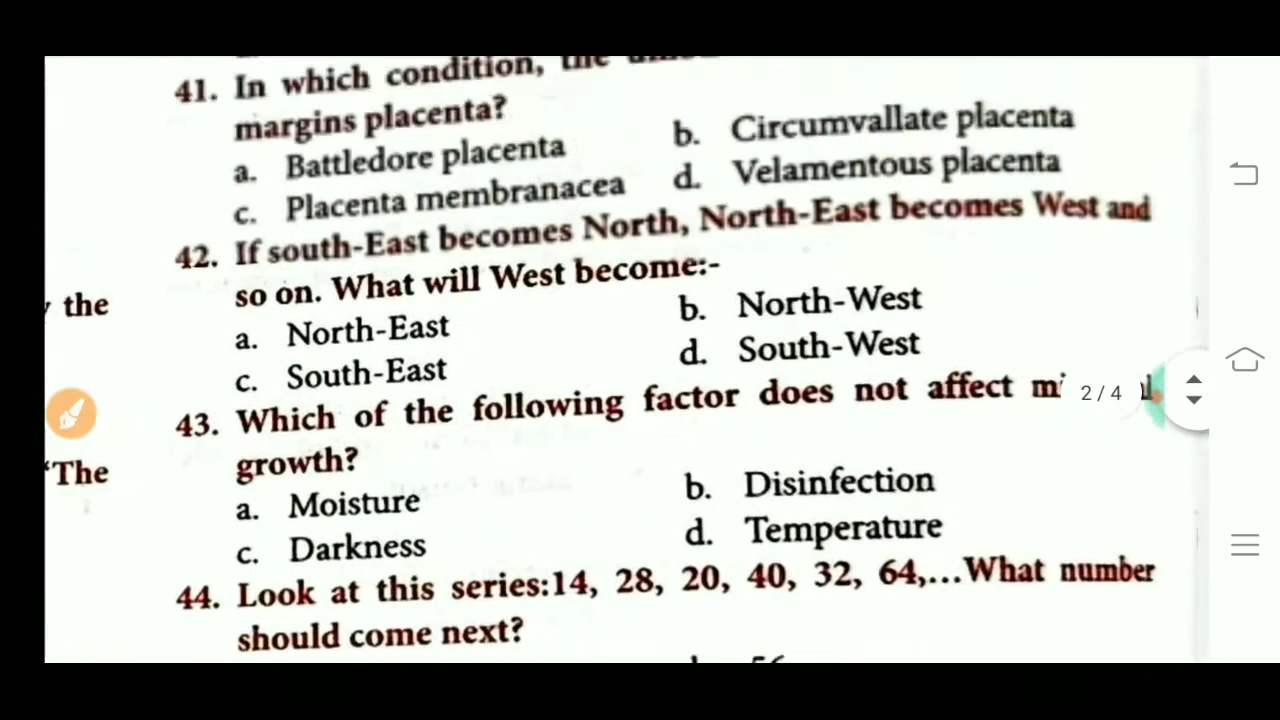 41. In which condition, the
margins placenta?
a. Battledore placenta b. Circumvallate placenta
c. Placenta membranacea d. Velamentous placenta
42. If south-East becomes North, North-East becomes West and
so on. What will West become:-
a. North-East b. North-West
the
c. South-East d. South-West
43. Which of the following factor does not affect
2/4
growth?
‘The
a. Moisture b. Disinfection
c. Darkness d. Temperature
44. Look at this series:14, 28, 20, 40, 32, 64,...What number
should come next?